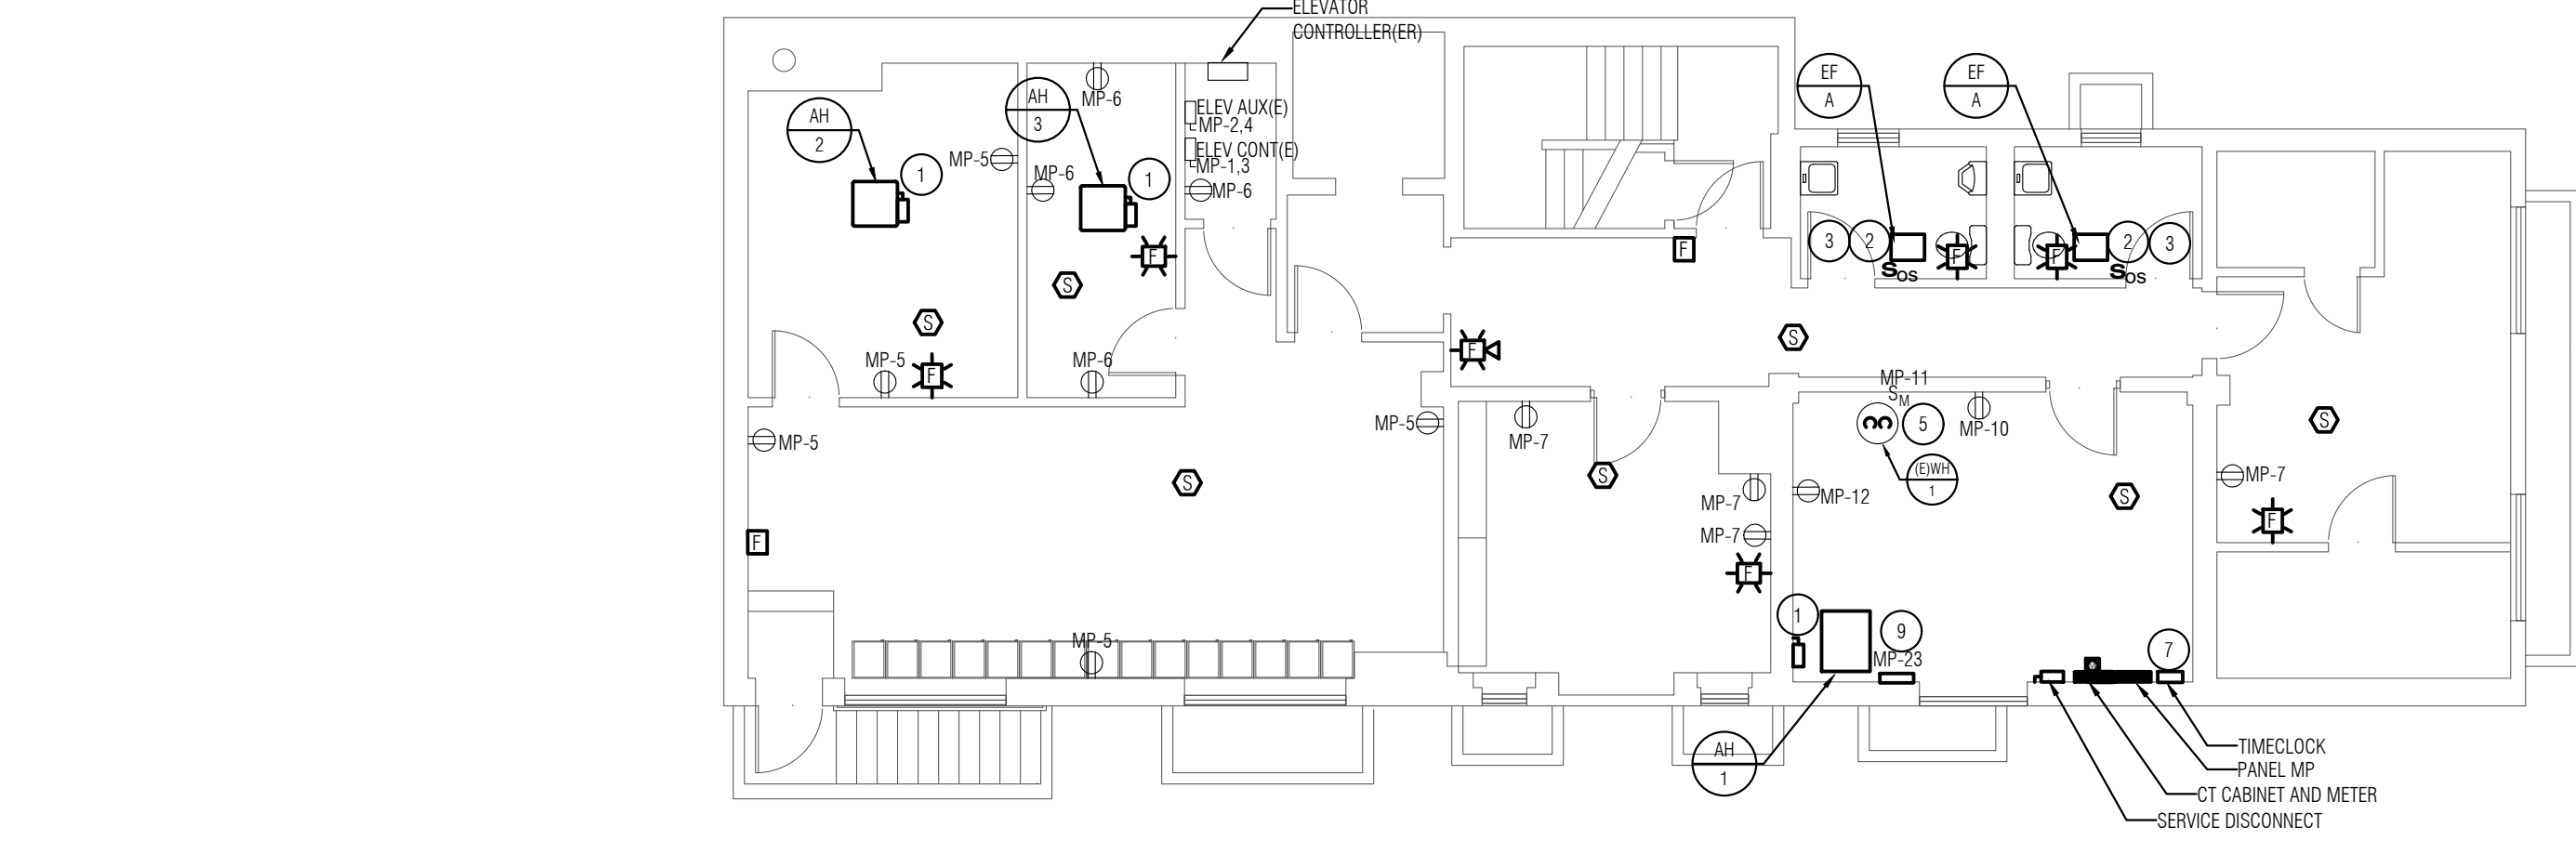 ELEVATOR
CONTROLLER(ER)
AH
2
1
MP-5
AH
3
MP-6
MP-6
1
ELEV AUX(E)
MP-2,4
ELEV CONT(E)
MP-1,3
MP-6
F
S
S
MP-5
F
MP-6
MP-5
S
F
MP-5
MP-5
F
F
S
EF
A
EF
A
3
2
SOS
F
F
2
3
SOS
MP-7
S
MP-7
MP-7
F
MP-11
SM
5
MP-10
(E)WH
1
MP-12
S
S
MP-7
F
1
9
MP-23
7
AH
1
M
TIMECLOCK
PANEL MP
CT CABINET AND METER
SERVICE DISCONNECT